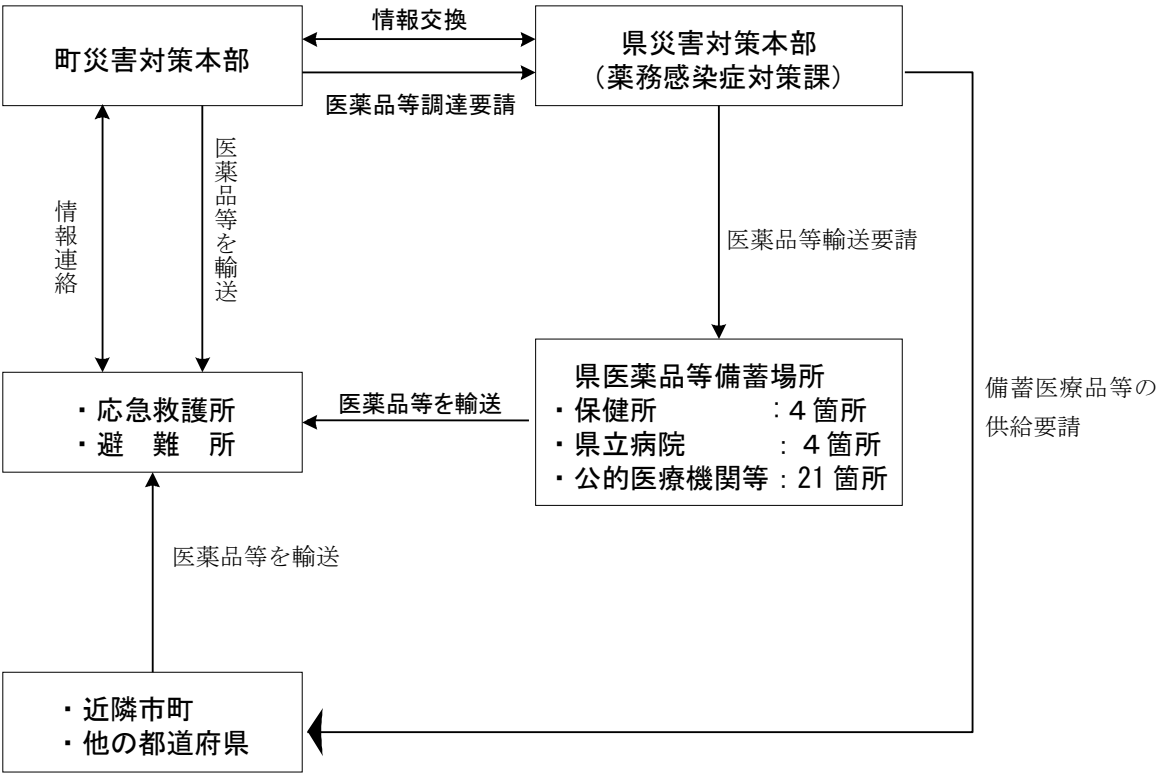 情報交換
町災害対策本部
県災害対策本部
（薬務感染症対策課）
医薬品等調達要請
医薬品等を輸送
情報連絡
医薬品等輸送要請
備蓄医療品等の
供給要請
・応急救護所
・避　難　所
医薬品等を輸送
県医薬品等備蓄場所
・保健所　　　　：４箇所
・県立病院　　　：４箇所
・公的医療機関等：21 箇所
医薬品等を輸送
・近隣市町
・他の都道府県